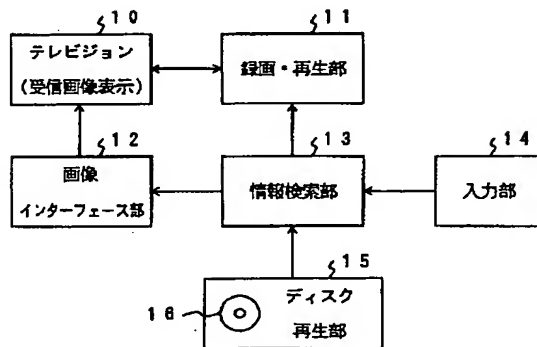 10
テレビジョン
(受信画像表示)
11
録画・再生部
12
画像
インターフェース部
13
情報検索部
14
入力部
15
ディスク
再生部
16